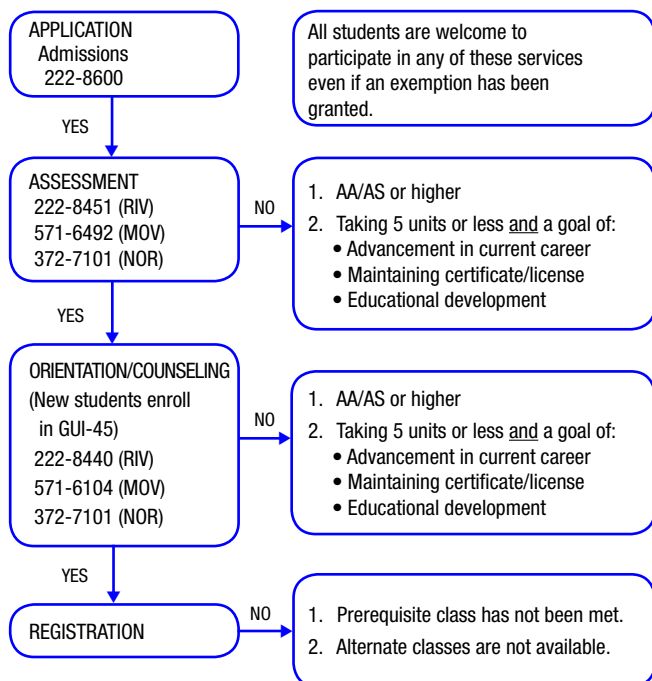 APPLICATION
Admissions
222-8600
All students are welcome to
participate in any of these services
even if an exemption has been
granted.
YES
ASSESSMENT
222-8451 (RIV)
571-6492 (MOV)
372-7101 (NOR)
NO
1. AA/AS or higher
2. Taking 5 units or less and a goal of:
• Advancement in current career
• Maintaining certificate/license
• Educational development
YES
ORIENTATION/COUNSELING
(New students enroll
in GUI-45)
222-8440 (RIV)
571-6104 (MOV)
372-7101 (NOR)
NO
1. AA/AS or higher
2. Taking 5 units or less and a goal of:
• Advancement in current career
• Maintaining certificate/license
• Educational development
YES
REGISTRATION
NO
1. Prerequisite class has not been met.
2. Alternate classes are not available.